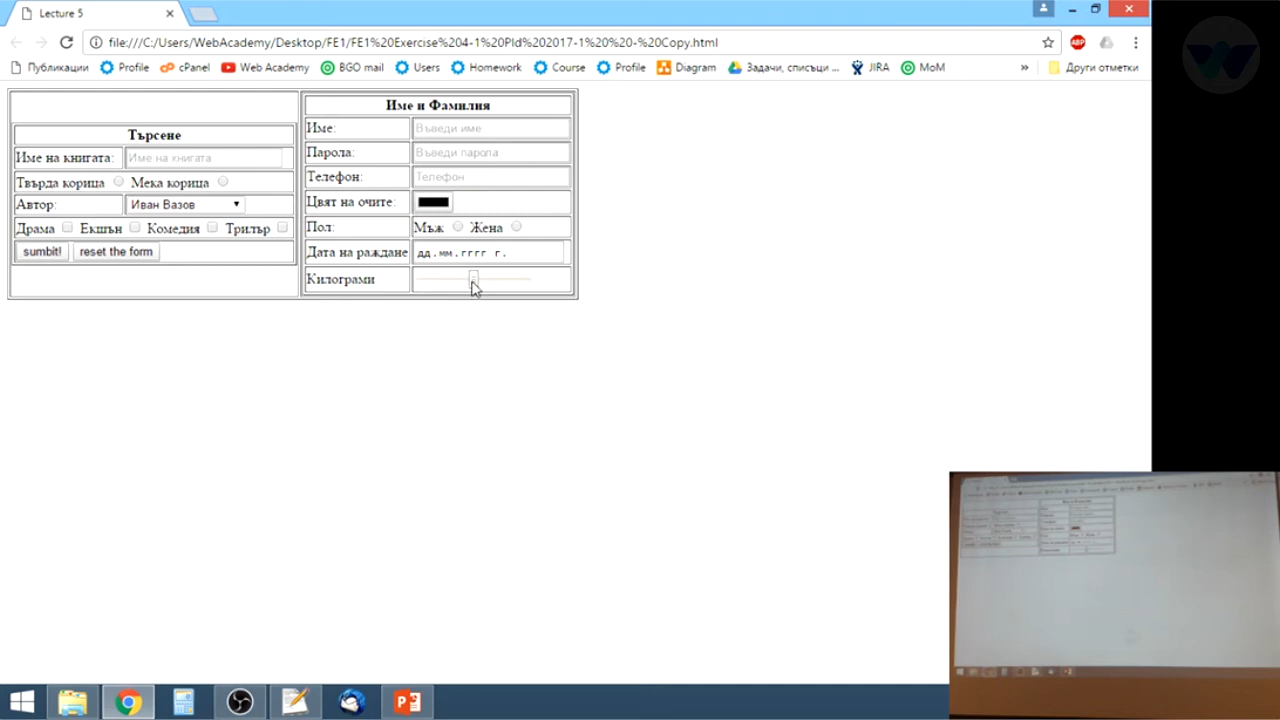 Lecture 5
file:///C:/Users/WebAcademy/Desktop/FE1/FE1%20Exercise%204-1%20Pld%202017-1%20%20-%20Copy.html
ABP
Публикации Profile cPanel Web Academy BGO mail Users Homework Course Profile Diagram Задачи, списъци ... JIRA MoM » Други отметки
Търсене
Име на книгата: Име на книгата
Твърда корица Мека корица
Автор: Иван Вазов
Драма Екшън Комедия Трилър
sumbit! reset the form
Име и Фамилия
Име: Въведи име
Парола: Въведи парола
Телефон: Телефон
Цвят на очите:
Пол: Мъж Жена
Дата на раждане дд.мм.гггг г.
Килограми